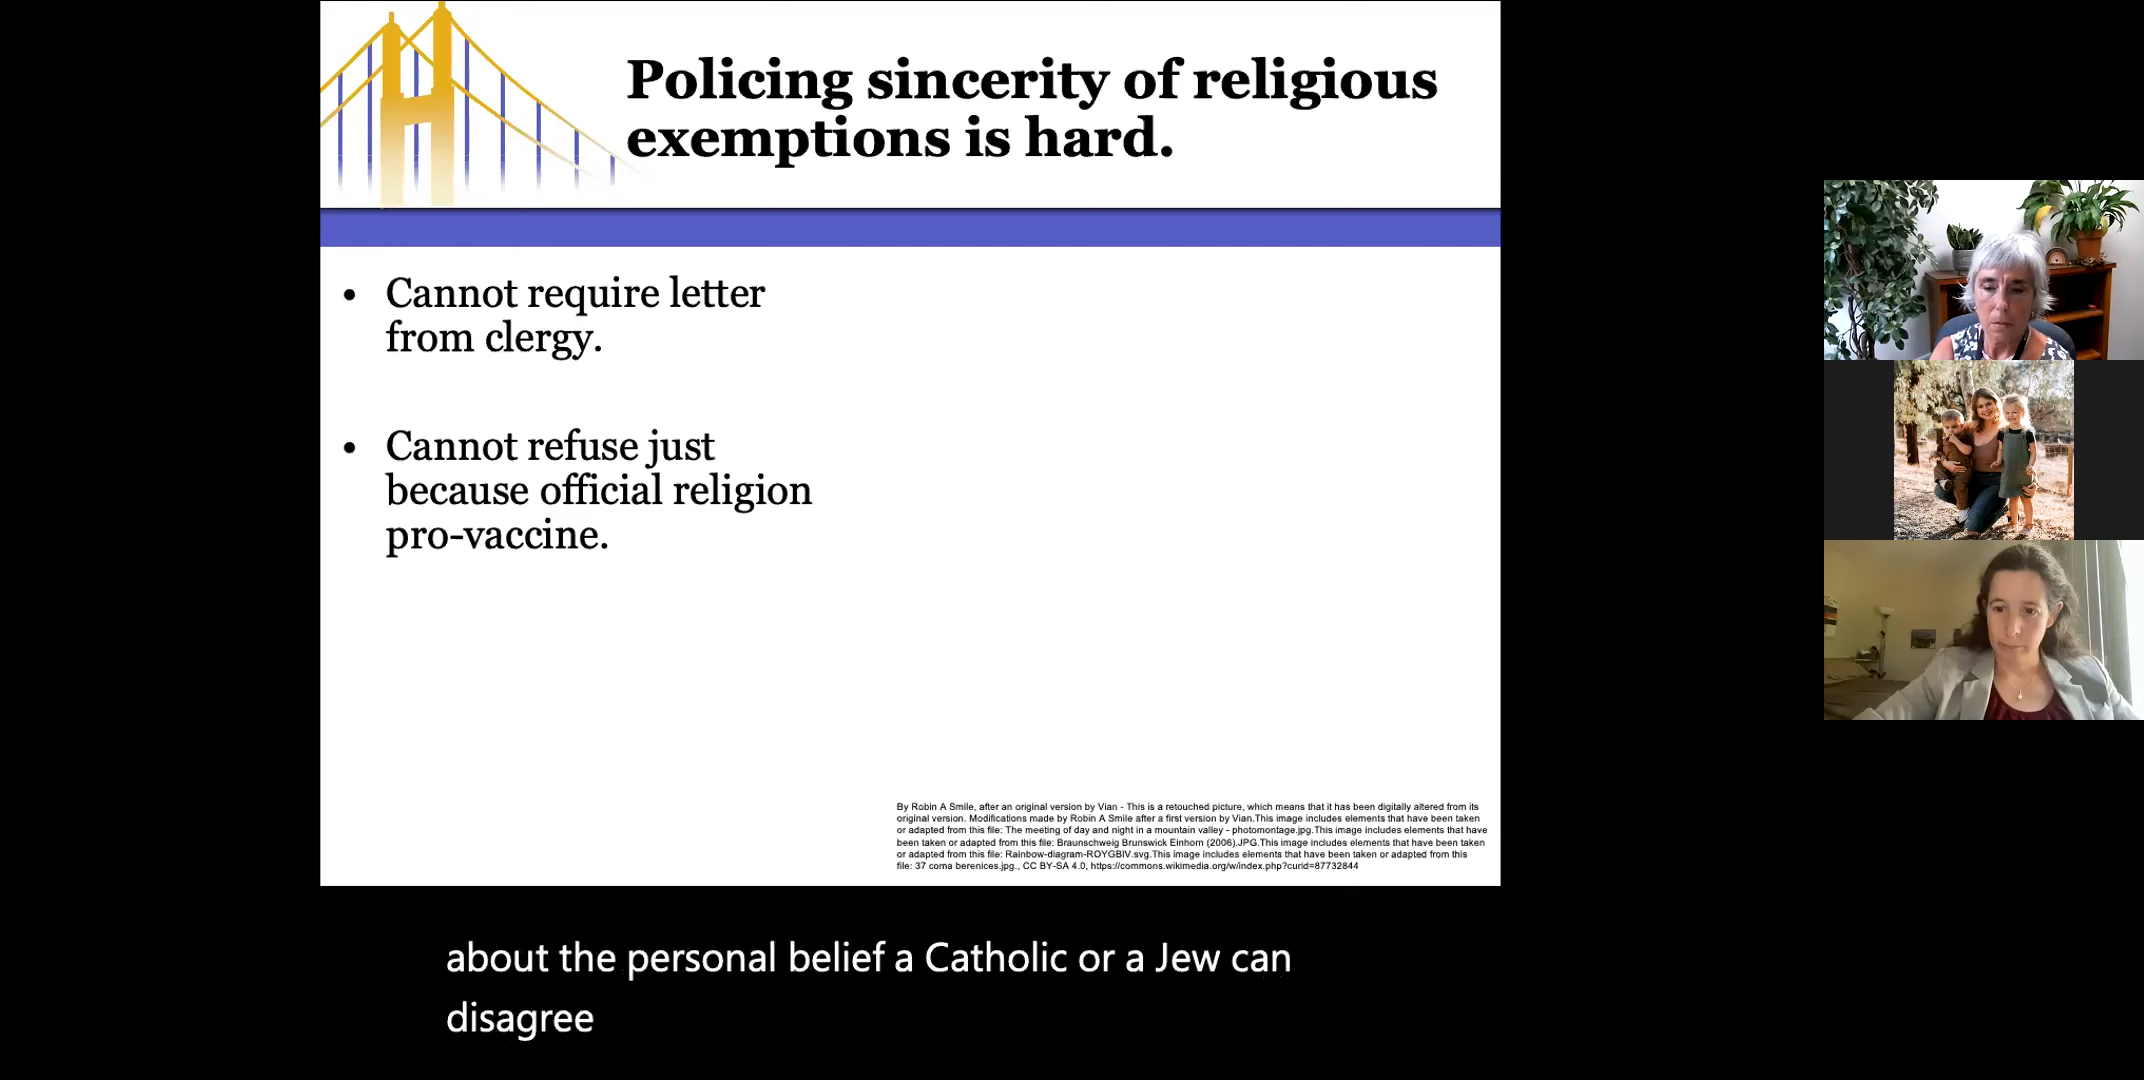 Policing sincerity of religious
exemptions is hard.
• Cannot require letter
from clergy.
• Cannot refuse just
because official religion
pro-vaccine.
By Robin A Smile, after an original version by Vian - This is a retouched picture, which means that it has been digitally altered from its
original version. Modifications made by Robin A Smile after a first version by Vian.This image includes elements that have been taken
or adapted from this file: The meeting of day and night in a mountain valley - photomontage.jpg.This image includes elements that have
been taken or adapted from this file: Braunschweig Brunswick Einhorn (2006).JPG.This image includes elements that have been taken
or adapted from this file: Rainbow-diagram-ROYGBIV.svg.This image includes elements that have been taken or adapted from this
file: 37 coma berenices.jpg., CC BY-SA 4.0, https://commons.wikimedia.org/w/index.php?curid=87732844
about the personal belief a Catholic or a Jew can
disagree